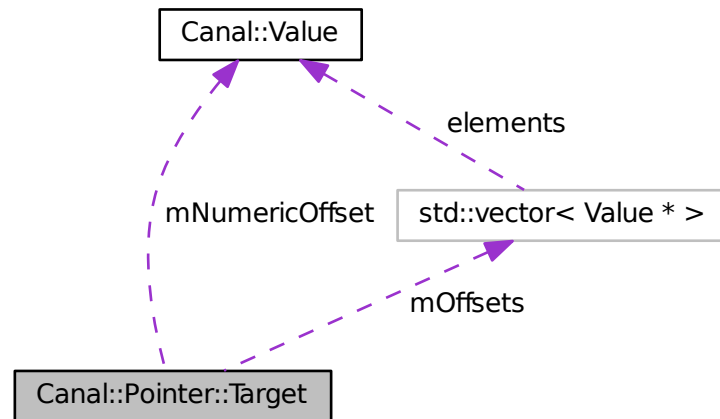 Canal::Value
elements
std::vector< Value * >
mNumericOffset
mOffsets
Canal::Pointer::Target